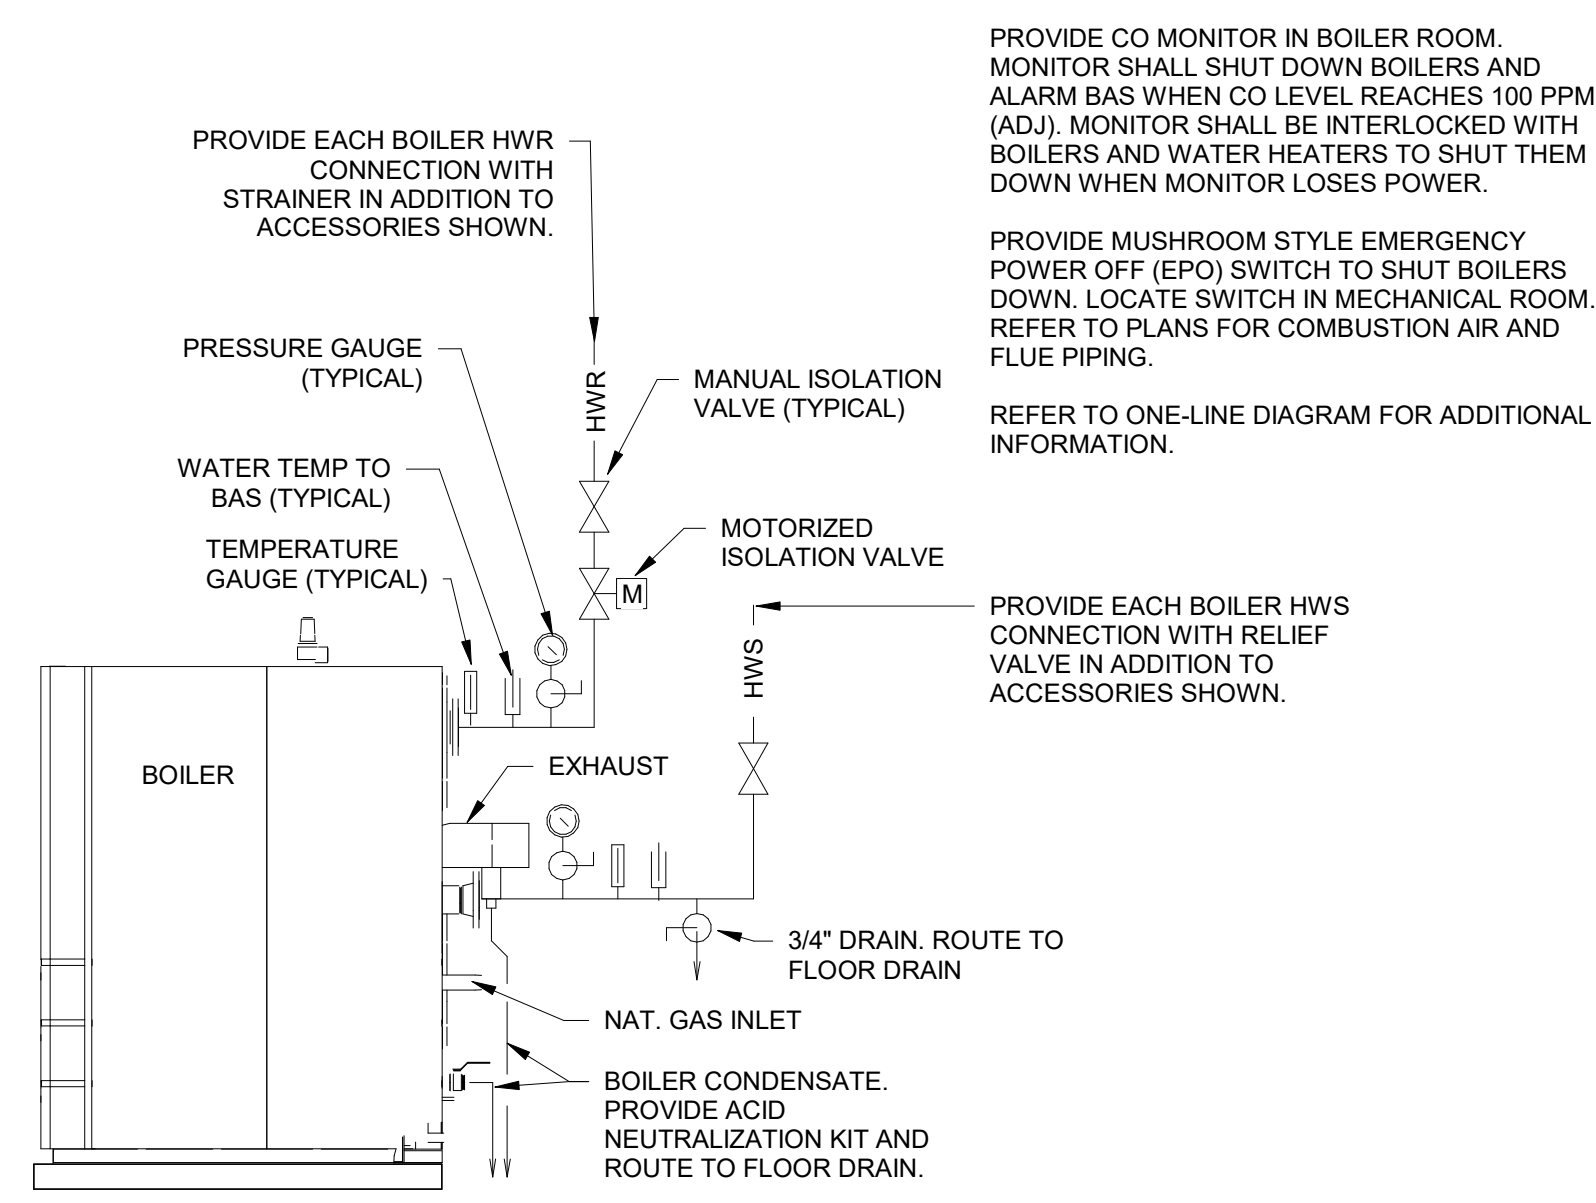 PROVIDE CO MONITOR IN BOILER ROOM.
MONITOR SHALL SHUT DOWN BOILERS AND
ALARM BAS WHEN CO LEVEL REACHES 100 PPM
(ADJ). MONITOR SHALL BE INTERLOCKED WITH
BOILERS AND WATER HEATERS TO SHUT THEM
DOWN WHEN MONITOR LOSES POWER.
PROVIDE MUSHROOM STYLE EMERGENCY
POWER OFF (EPO) SWITCH TO SHUT BOILERS
DOWN. LOCATE SWITCH IN MECHANICAL ROOM.
REFER TO PLANS FOR COMBUSTION AIR AND
FLUE PIPING.
REFER TO ONE-LINE DIAGRAM FOR ADDITIONAL
INFORMATION.
PROVIDE EACH BOILER HWR
CONNECTION WITH
STRAINER IN ADDITION TO
ACCESSORIES SHOWN.
PRESSURE GAUGE
(TYPICAL)
HWR
MANUAL ISOLATION
VALVE (TYPICAL)
WATER TEMP TO
BAS (TYPICAL)
TEMPERATURE
GAUGE (TYPICAL)
MOTORIZED
ISOLATION VALVE
M
PROVIDE EACH BOILER HWS
CONNECTION WITH RELIEF
VALVE IN ADDITION TO
ACCESSORIES SHOWN.
HWS
BOILER
EXHAUST
3/4" DRAIN. ROUTE TO
FLOOR DRAIN
NAT. GAS INLET
BOILER CONDENSATE.
PROVIDE ACID
NEUTRALIZATION KIT AND
ROUTE TO FLOOR DRAIN.